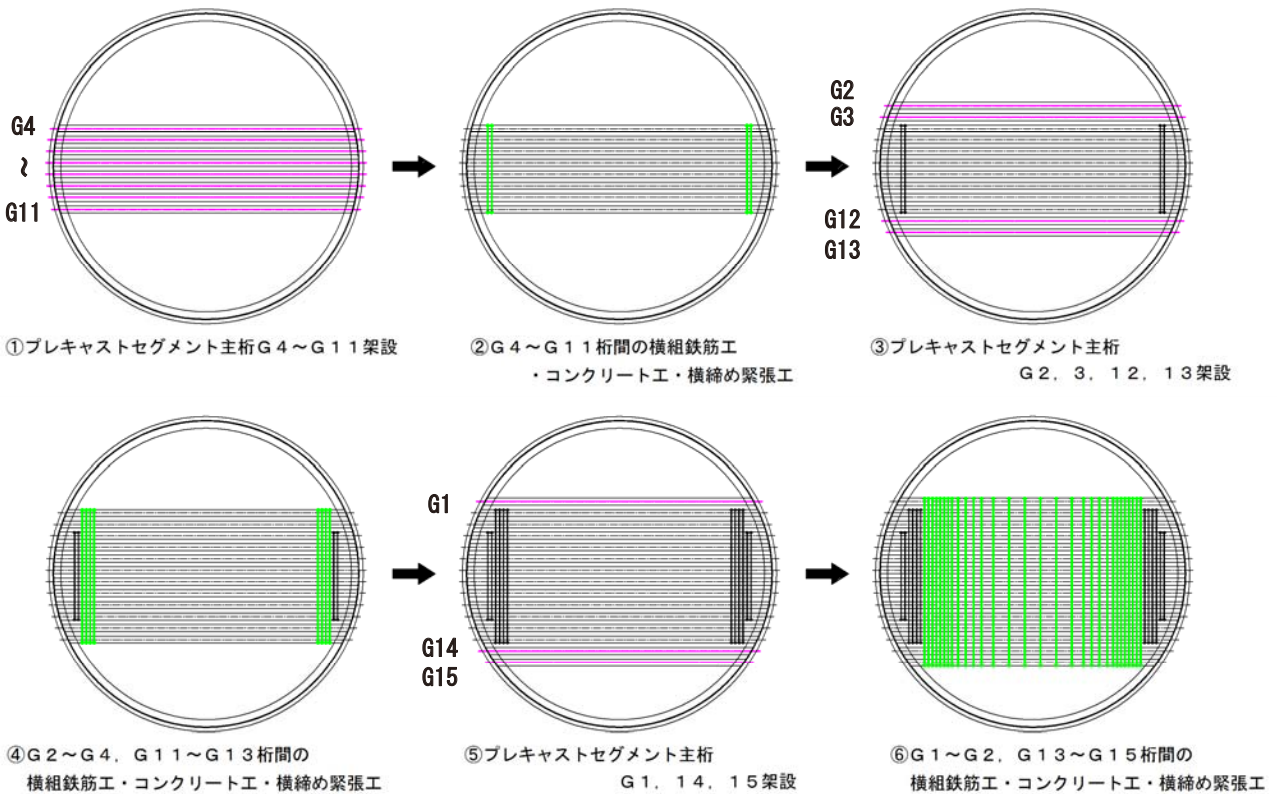 G4
~
G11
G2
G3
G12
G13
①プレキャストセグメント主桁G4~G11架設
②G4~G11桁間の横組鉄筋工
・コンクリート工・横締め緊張工
③プレキャストセグメント主桁
G2,3,12,13架設
G1
G14
G15
④G2~G4,G11~G13桁間の
横組鉄筋工・コンクリート工・横締め緊張工
⑤プレキャストセグメント主桁
G1,14,15架設
⑥G1~G2,G13~G15桁間の
横組鉄筋工・コンクリート工・横締め緊張工